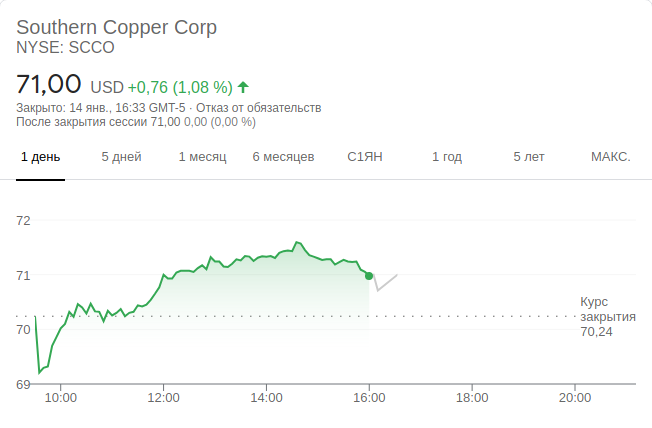 Southern Copper Corp
NYSE: SCCO
71,00 USD +0,76 (1,08 %)
Закрыто: 14 янв., 16:33 GMT-5 · Отказ от обязательств
После закрытия сессии 71,00 0,00 (0,00 %)
1 день 5 дней 1 месяц 6 месяцев С1ЯН 1 год 5 лет МАКС.
72
71
Курс
закрытия
70,24
70
69
10:00 12:00 14:00 16:00 18:00 20:00